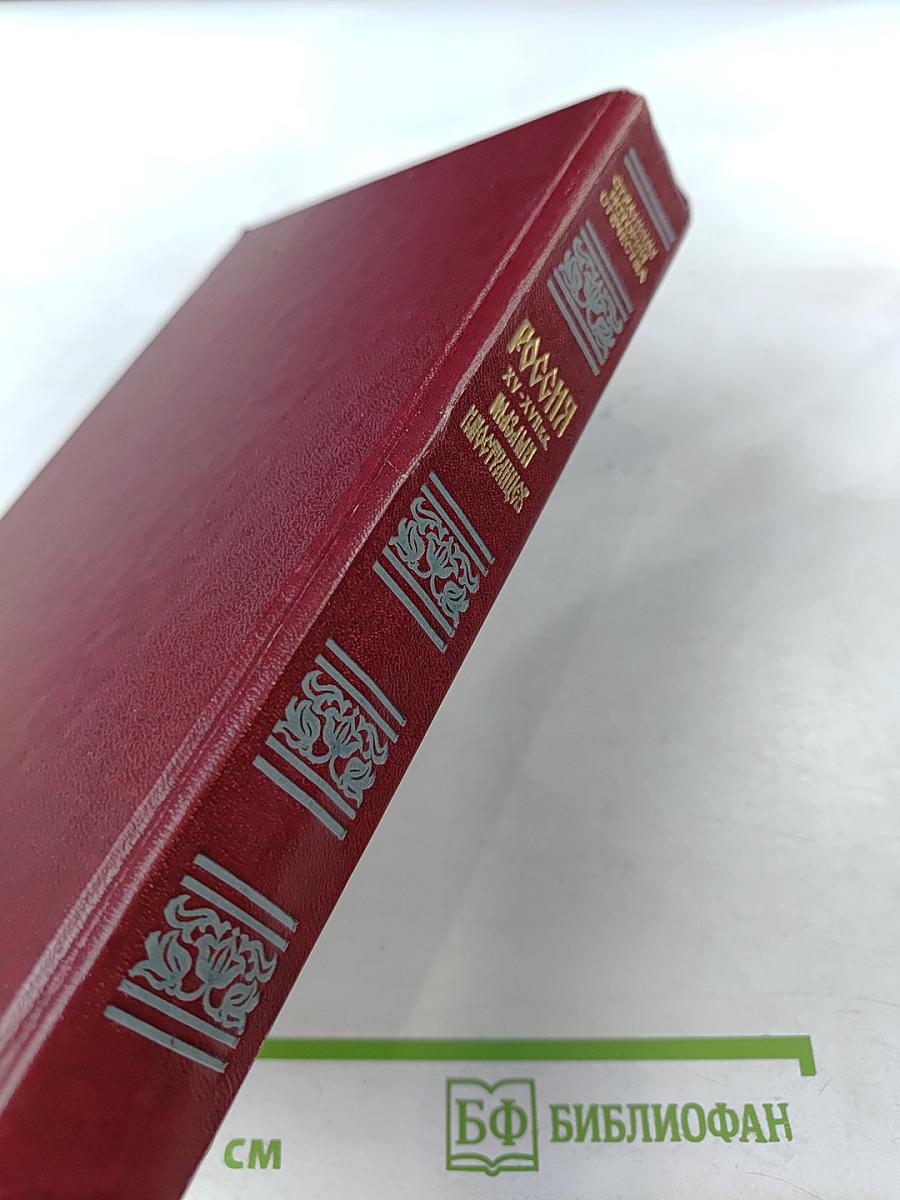 РОССИЯ
XV-XVII вв.
ГЛАЗАМИ
ИНОСТРАНЦЕВ
см
БФ БИБЛИОФАН